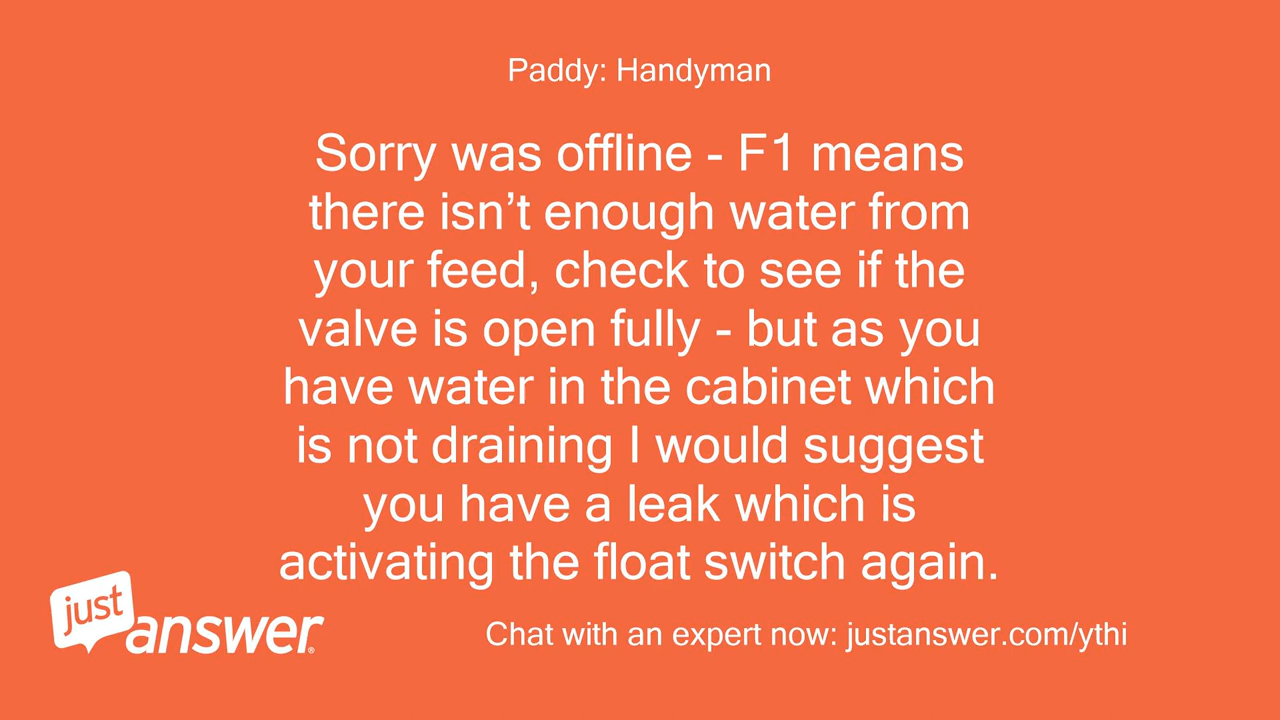 Paddy: Handyman
Sorry was offline - F1 means
there isn’t enough water from
your feed, check to see if the
valve is open fully - but as you
have water in the cabinet which
is not draining I would suggest
you have a leak which is
activating the float switch again.
just
answer®
Chat with an expert now: justanswer.com/ythi